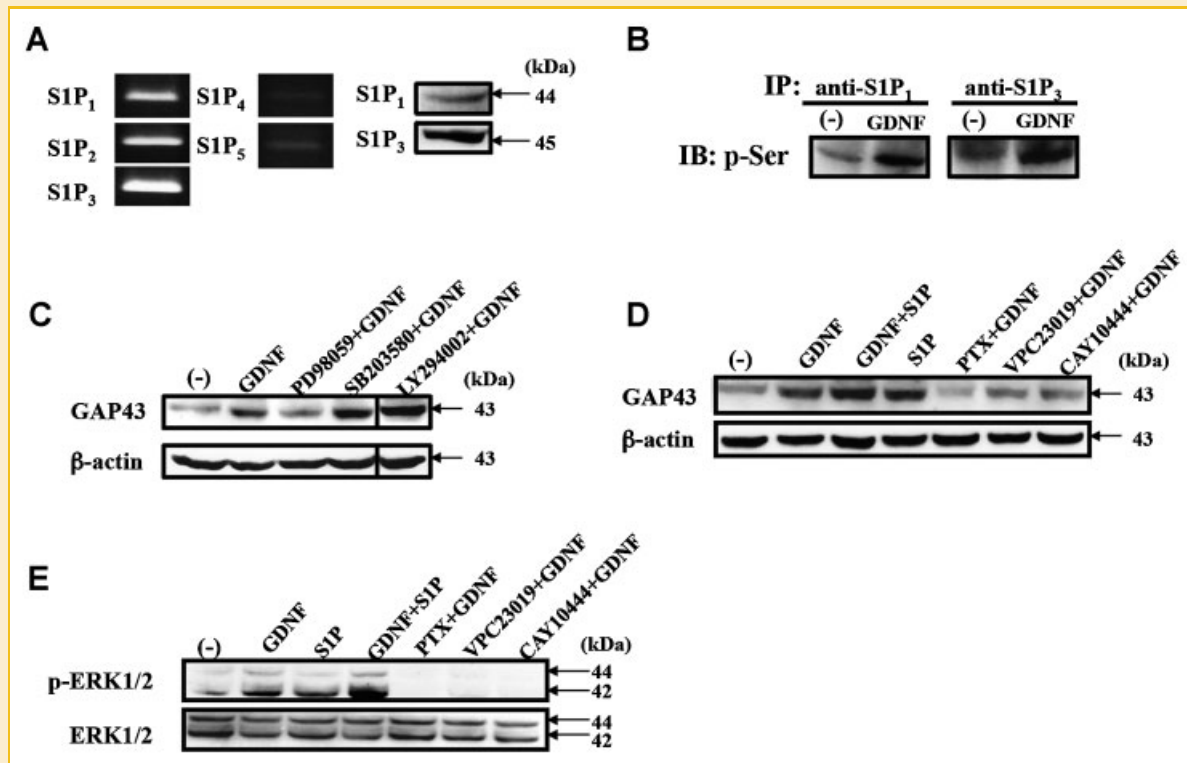 A
S1P1
S1P2
S1P3
S1P4
S1P5
(kDa)
S1P1
44
S1P3
45
B
IP: anti-S1P1 anti-S1P3
(-) GDNF (-) GDNF
IB: p-Ser
C
(-) GDNF PD98059+GDNF SB203580+GDNF LY294002+GDNF (kDa)
GAP43 43
β-actin 43
D
(-) GDNF GDNF+S1P S1P PTX+GDNF VPC23019+GDNF CAY10444+GDNF (kDa)
GAP43 43
β-actin 43
E
(-) GDNF S1P GDNF+S1P PTX+GDNF VPC23019+GDNF CAY10444+GDNF (kDa)
p-ERK1/2 44
42
ERK1/2 44
42